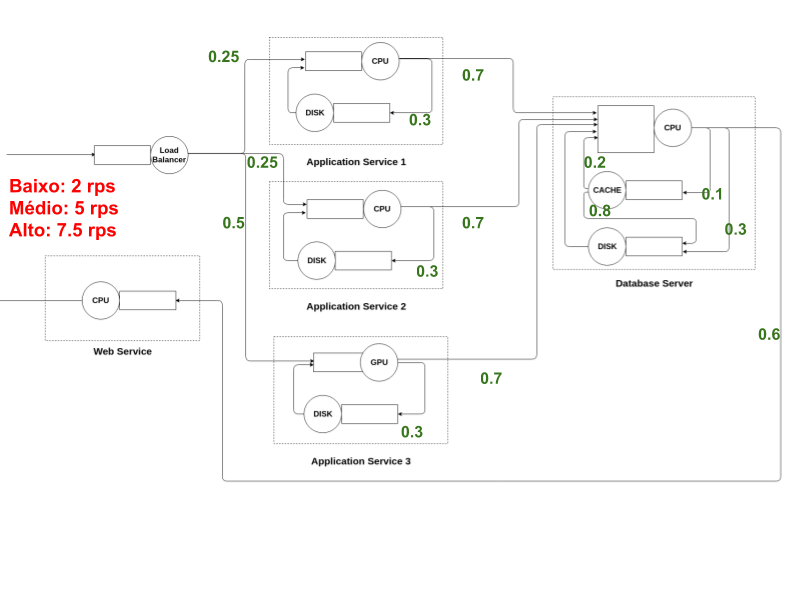 0.25
CPU
0.7
DISK
0.3
Application Service 1
Load
Balancer
0.25
Baixo: 2 rps
Médio: 5 rps
Alto: 7.5 rps
CPU
0.7
DISK
0.3
Application Service 2
0.5
CPU
0.2
CACHE
0.1
0.8
0.3
DISK
Database Server
CPU
Web Service
0.6
GPU
0.7
DISK
0.3
Application Service 3